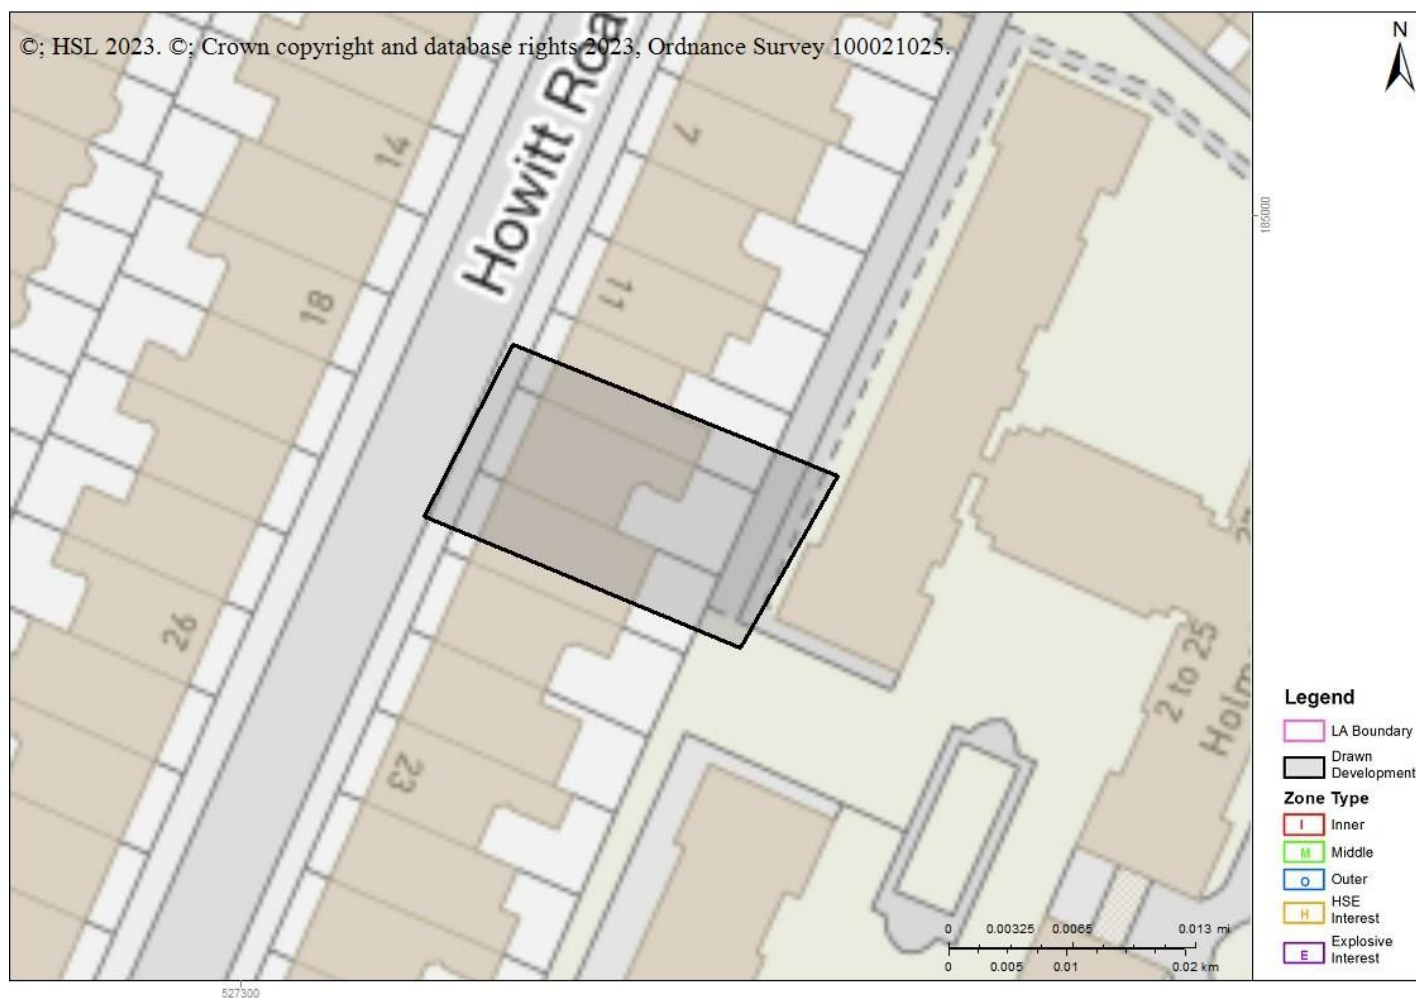 ©; HSL 2023. ©; Crown copyright and database rights 2023, Ordnance Survey 100021025.
N
Howitt Roa
14
7
18
11
26
23
2 to 25
Holm
185000
527300
Legend
LA Boundary
Drawn
Development
Zone Type
I Inner
M Middle
O Outer
H HSE
Interest
E Explosive
Interest
0 0.00325 0.0065 0.013 mi
0 0.005 0.01 0.02 km